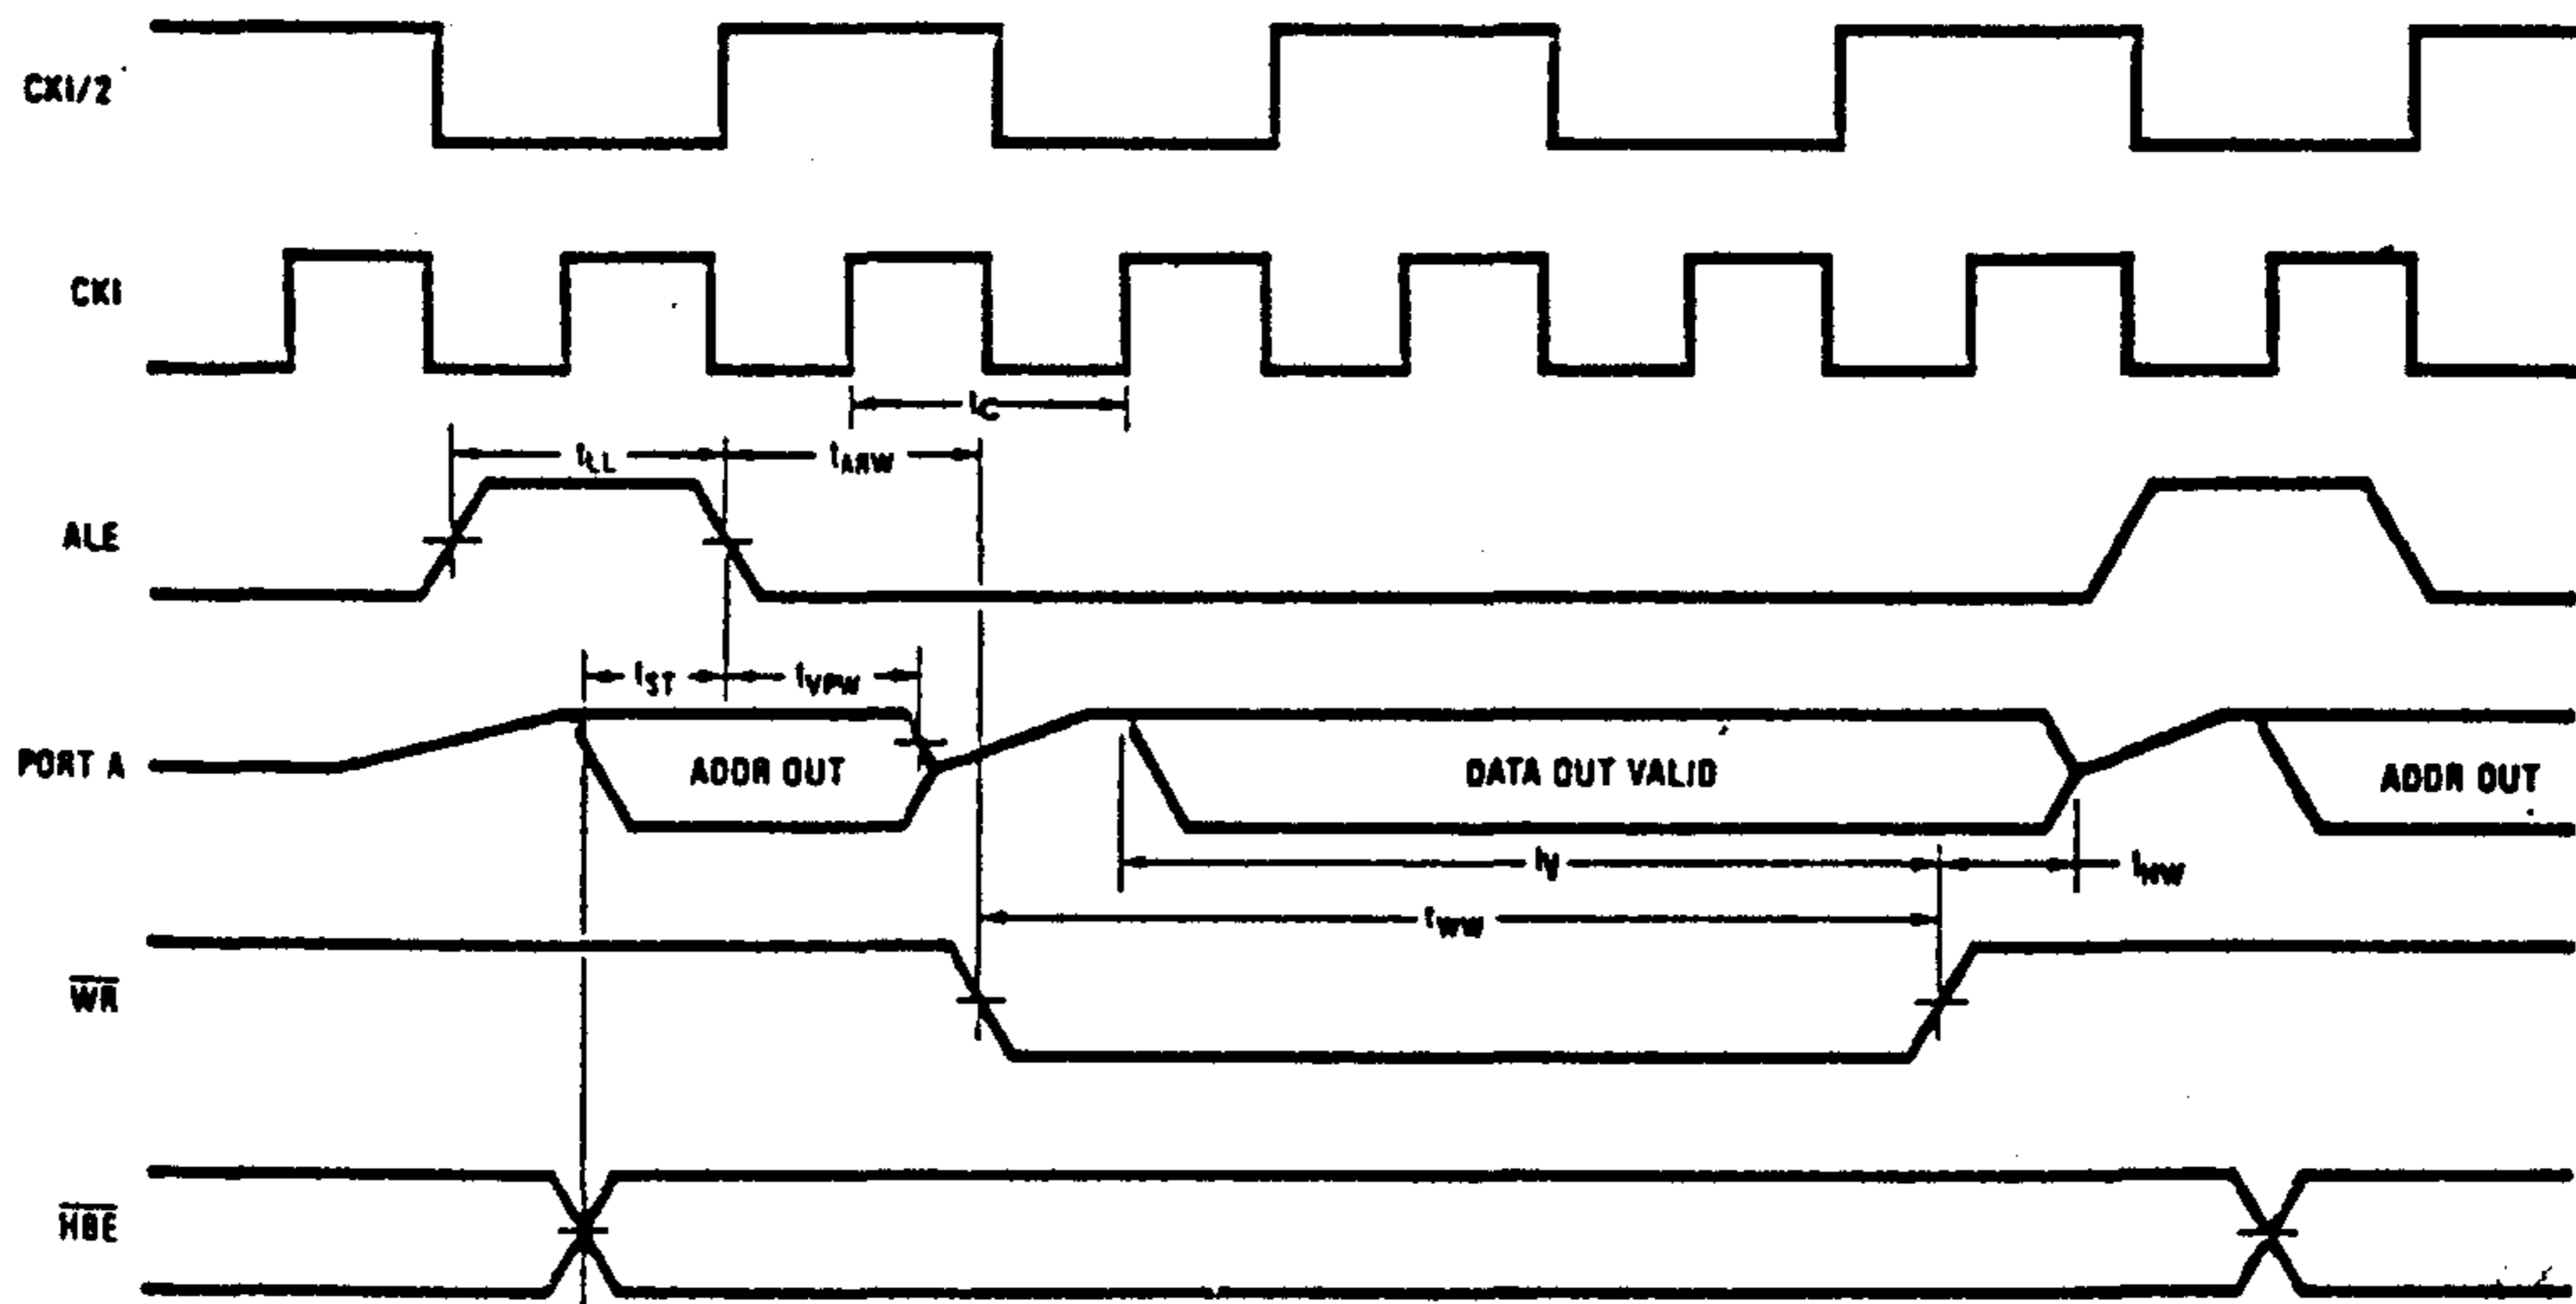 CKI/2
CKI
tC
tLL
tARW
ALE
tST
tVPW
PORT A
ADDR OUT
DATA OUT VALID
ADDR OUT
tV
tHW
tWW
WR
HBE